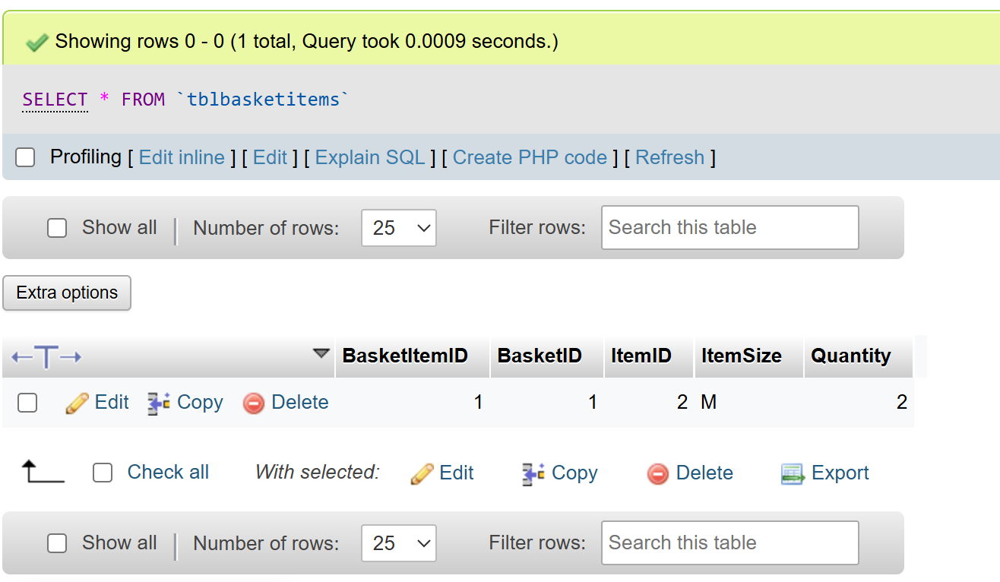 Showing rows 0 - 0 (1 total, Query took 0.0009 seconds.)
SELECT * FROM `tblbasketitems`
Profiling [ Edit inline ] [ Edit ] [ Explain SQL ] [ Create PHP code ] [ Refresh ]
Show all | Number of rows: 25 Filter rows: Search this table
Extra options
←T→ BasketItemID BasketID ItemID ItemSize Quantity
Edit Copy Delete 1 1 2 M 2
Check all With selected: Edit Copy Delete Export
Show all | Number of rows: 25 Filter rows: Search this table